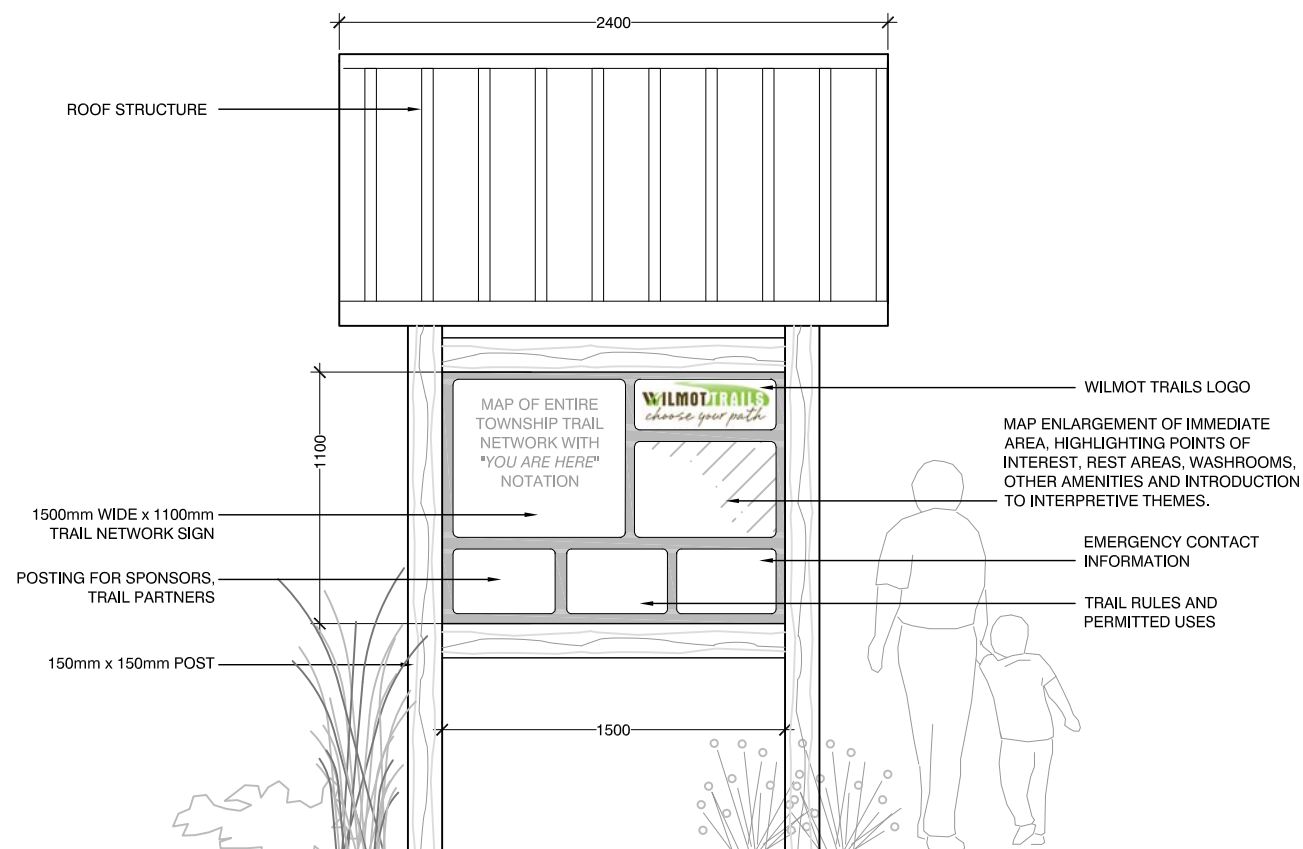 2400
ROOF STRUCTURE
1100
MAP OF ENTIRE
TOWNSHIP TRAIL
NETWORK WITH
"YOU ARE HERE"
NOTATION
WILMOT TRAILS
choose your path
WILMOT TRAILS LOGO
MAP ENLARGEMENT OF IMMEDIATE
AREA, HIGHLIGHTING POINTS OF
INTEREST, REST AREAS, WASHROOMS,
OTHER AMENITIES AND INTRODUCTION
TO INTERPRETIVE THEMES.
1500mm WIDE x 1100mm
TRAIL NETWORK SIGN
EMERGENCY CONTACT
INFORMATION
POSTING FOR SPONSORS,
TRAIL PARTNERS
TRAIL RULES AND
PERMITTED USES
150mm x 150mm POST
1500